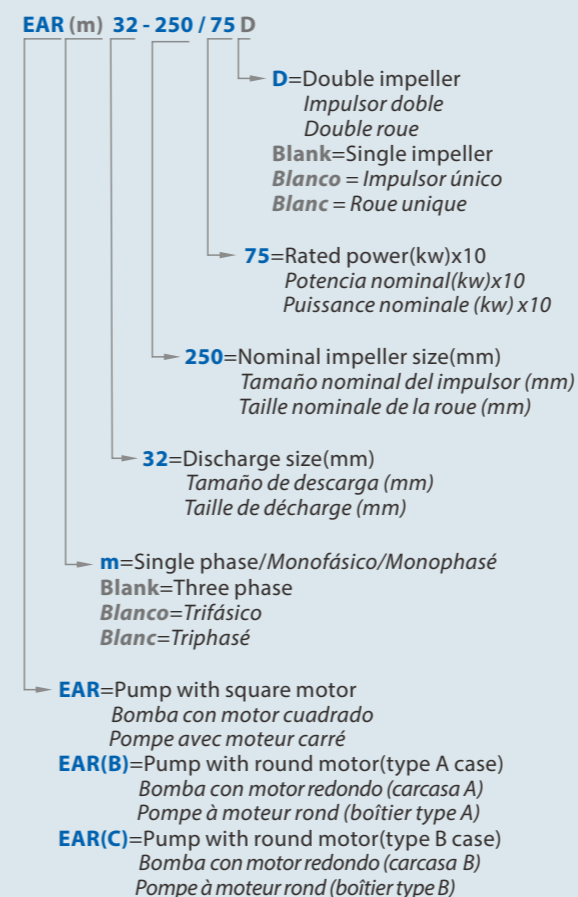 EAR (m) 32 - 250 / 75 D
D=Double impeller
Impulsor doble
Double roue
Blank=Single impeller
Blanco = Impulsor único
Blanc = Roue unique
75=Rated power(kw)x10
Potencia nominal(kw)x10
Puissance nominale (kw) x10
250=Nominal impeller size(mm)
Tamaño nominal del impulsor (mm)
Taille nominale de la roue (mm)
32=Discharge size(mm)
Tamaño de descarga (mm)
Taille de décharge (mm)
m=Single phase/Monofásico/Monophasé
Blank=Three phase
Blanco=Trifásico
Blanc=Triphasé
EAR=Pump with square motor
Bomba con motor cuadrado
Pompe avec moteur carré
EAR(B)=Pump with round motor(type A case)
Bomba con motor redondo (carcasa A)
Pompe à moteur rond (boîtier type A)
EAR(C)=Pump with round motor(type B case)
Bomba con motor redondo (carcasa B)
Pompe à moteur rond (boîtier type B)